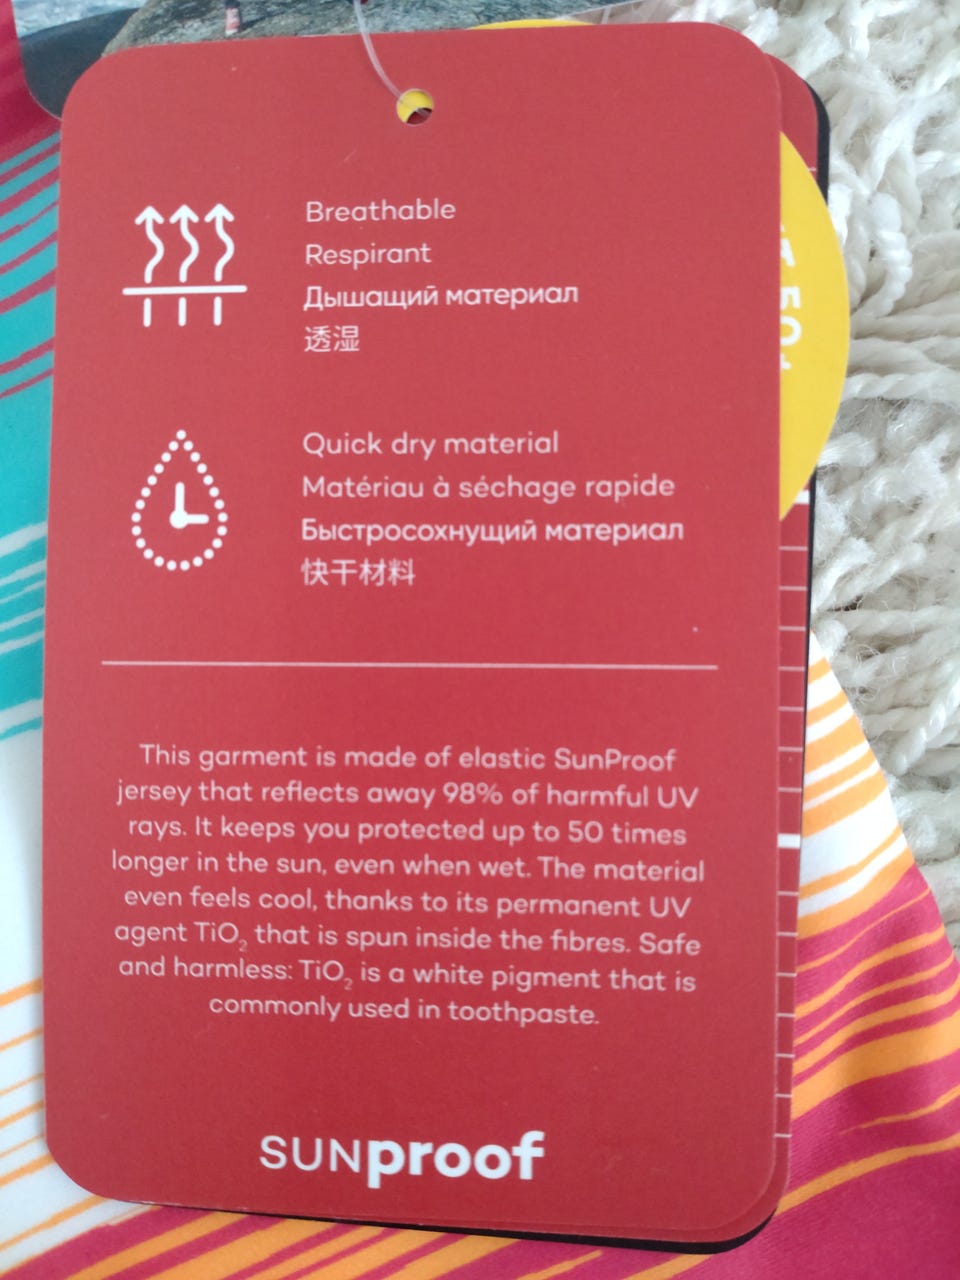 Breathable
Respirant
Дышащий материал
透湿
Quick dry material
Matériau à séchage rapide
Быстросохнущий материал
快干材料
This garment is made of elastic SunProof
jersey that reflects away 98% of harmful UV
rays. It keeps you protected up to 50 times
longer in the sun, even when wet. The material
even feels cool, thanks to its permanent UV
agent TiO₂ that is spun inside the fibres. Safe
and harmless: TiO₂ is a white pigment that is
commonly used in toothpaste.
SUNproof
50+